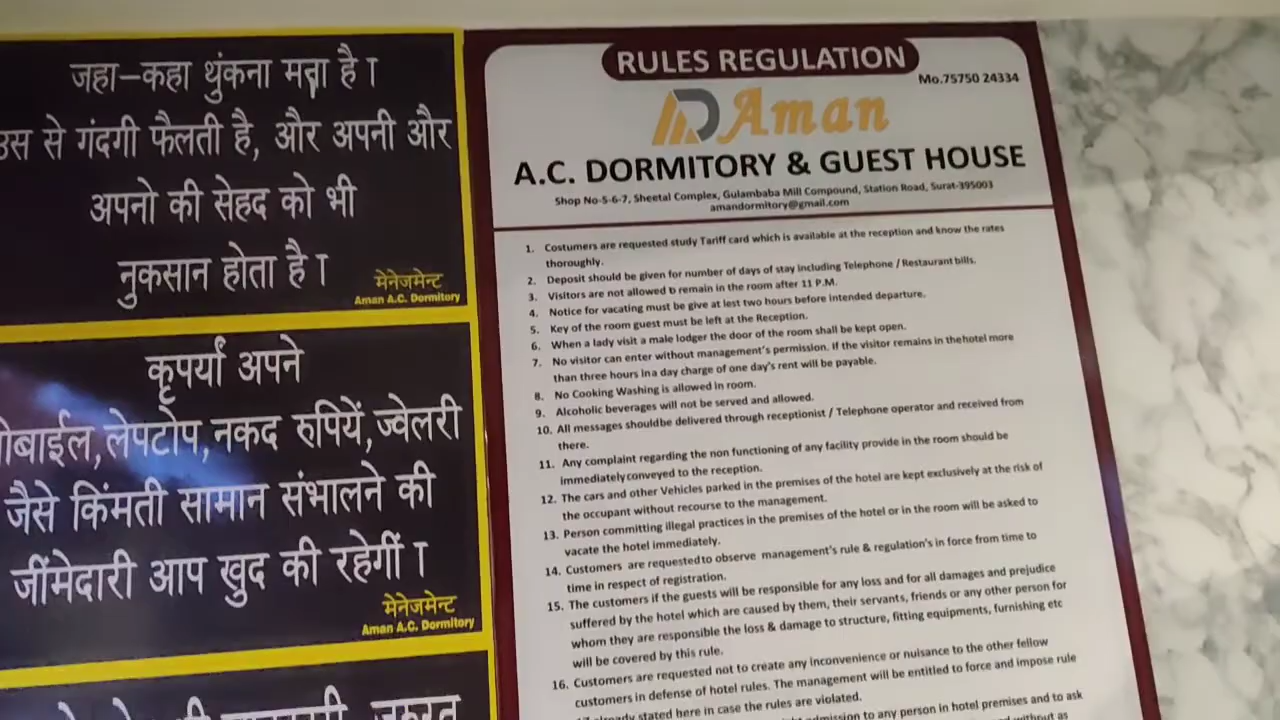 जहा-कहा थुंकना मना है ।
उस से गंदगी फैलती है, और अपनी और
अपनो की सेहद को भी
नुकसान होता है ।
मेनेजमेन्ट
Aman A.C. Dormitory
कृपर्या अपने
मोबाईल,लेपटोप, नकद रुपियें,ज्वेलरी
जैसे किंमती सामान संभालने की
जींमेदारी आप खुद की रहेगीं ।
मेनेजमेन्ट
Aman A.C. Dormitory
RULES REGULATION
Mo.75750 24334
Aman
A.C. DORMITORY & GUEST HOUSE
Shop No-5-6-7, Sheetal Complex, Gulambaba Mill Compound, Station Road, Surat-395003
amandormitory@gmail.com
1. Costumers are requested study Tariff card which is available at the reception and know the rates
thoroughly.
2. Deposit should be given for number of days of stay including Telephone / Restaurant bills.
3. Visitors are not allowed to remain in the room after 11 P.M.
4. Notice for vacating must be give at lest two hours before intended departure.
5. Key of the room guest must be left at the Reception.
6. When a lady visit a male lodger the door of the room shall be kept open.
7. No visitor can enter without management's permission. If the visitor remains in the hotel more
than three hours in a day charge of one day's rent will be payable.
8. No Cooking Washing is allowed in room.
9. Alcoholic beverages will not be served and allowed.
10. All messages should be delivered through receptionist / Telephone operator and received from
there.
11. Any complaint regarding the non functioning of any facility provide in the room should be
immediately conveyed to the reception.
12. The cars and other Vehicles parked in the premises of the hotel are kept exclusively at the risk of
the occupant without recourse to the management.
13. Person committing illegal practices in the premises of the hotel or in the room will be asked to
vacate the hotel immediately.
14. Customers are requested to observe management's rule & regulation's in force from time to
time in respect of registration.
15. The customers if the guests will be responsible for any loss and for all damages and prejudice
suffered by the hotel which are caused by them, their servants, friends or any other person for
whom they are responsible the loss & damage to structure, fitting equipments, furnishing etc
will be covered by this rule.
16. Customers are requested not to create any inconvenience or nuisance to the other fellow
customers in defense of hotel rules. The management will be entitled to force and impose rule
already stated here in case the rules are violated.
admission to any person in hotel premises and to ask